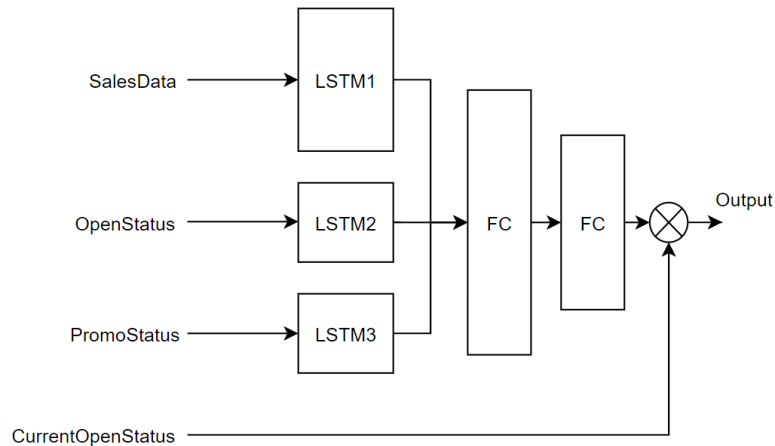 SalesData
LSTM1
OpenStatus
LSTM2
FC
FC
Output
PromoStatus
LSTM3
CurrentOpenStatus